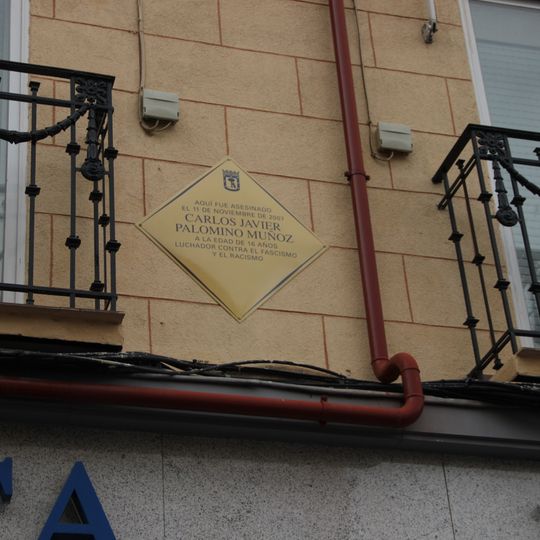 AQUÍ FUE ASESINADO
EL 11 DE NOVIEMBRE DE 2007
CARLOS JAVIER
PALOMINO MUÑOZ
A LA EDAD DE 16 AÑOS
LUCHADOR CONTRA EL FASCISMO
Y EL RACISMO
TA